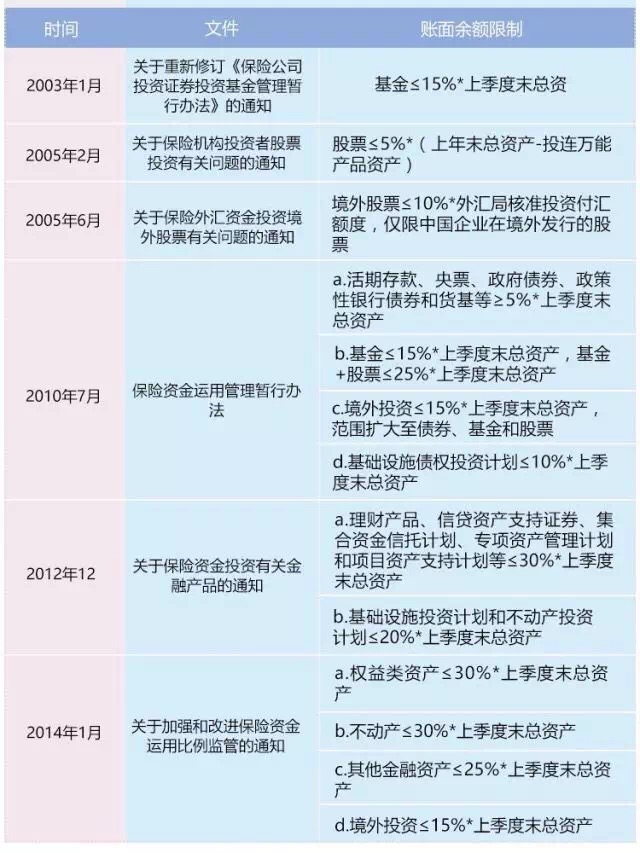 时间
文件
账面余额限制
2003年1月
关于重新修订《保险公司
投资证券投资基金管理暂
行办法》的通知
基金≤15%*上季度末总资
2005年2月
关于保险机构投资者股票
投资有关问题的通知
股票≤5%*（上年末总资产-投连万能
产品资产）
2005年6月
关于保险外汇资金投资境
外股票有关问题的通知
境外股票≤10%*外汇局核准投资付汇
额度，仅限中国企业在境外发行的股
票
2010年7月
保险资金运用管理暂行办
法
a.活期存款、央票、政府债券、政策
性银行债券和货基等≥5%*上季度末
总资产
b.基金≤15%*上季度末总资产，基金
+股票≤25%*上季度末总资产
c.境外投资≤15%*上季度末总资产，
范围扩大至债券、基金和股票
d.基础设施债权投资计划≤10%*上季
度末总资产
2012年12
关于保险资金投资有关金
融产品的通知
a.理财产品、信贷资产支持证券、集
合资金信托计划、专项资产管理计划
和项目资产支持计划等≤30%*上季度
末总资产
b.基础设施投资计划和不动产投资
计划≤20%*上季度末总资产
2014年1月
关于加强和改进保险资金
运用比例监管的通知
a.权益类资产≤30%*上季度末总资
产
b.不动产≤30%*上季度末总资产
c.其他金融资产≤25%*上季度末总资
产
d.境外投资≤15%*上季度末总资产